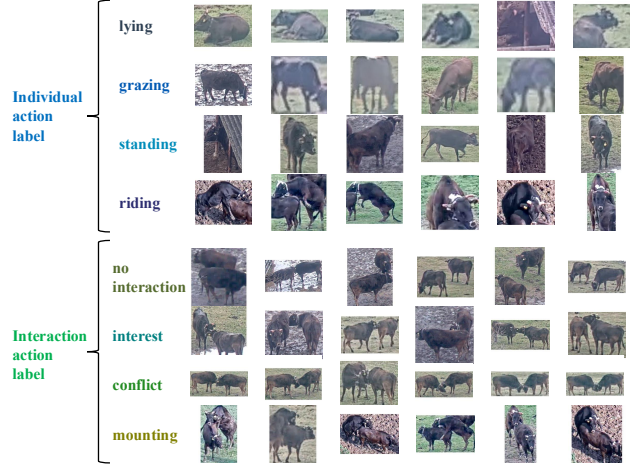 lying
Individual
action
label
grazing
standing
riding
Interaction
action
label
no
interaction
interest
conflict
mounting